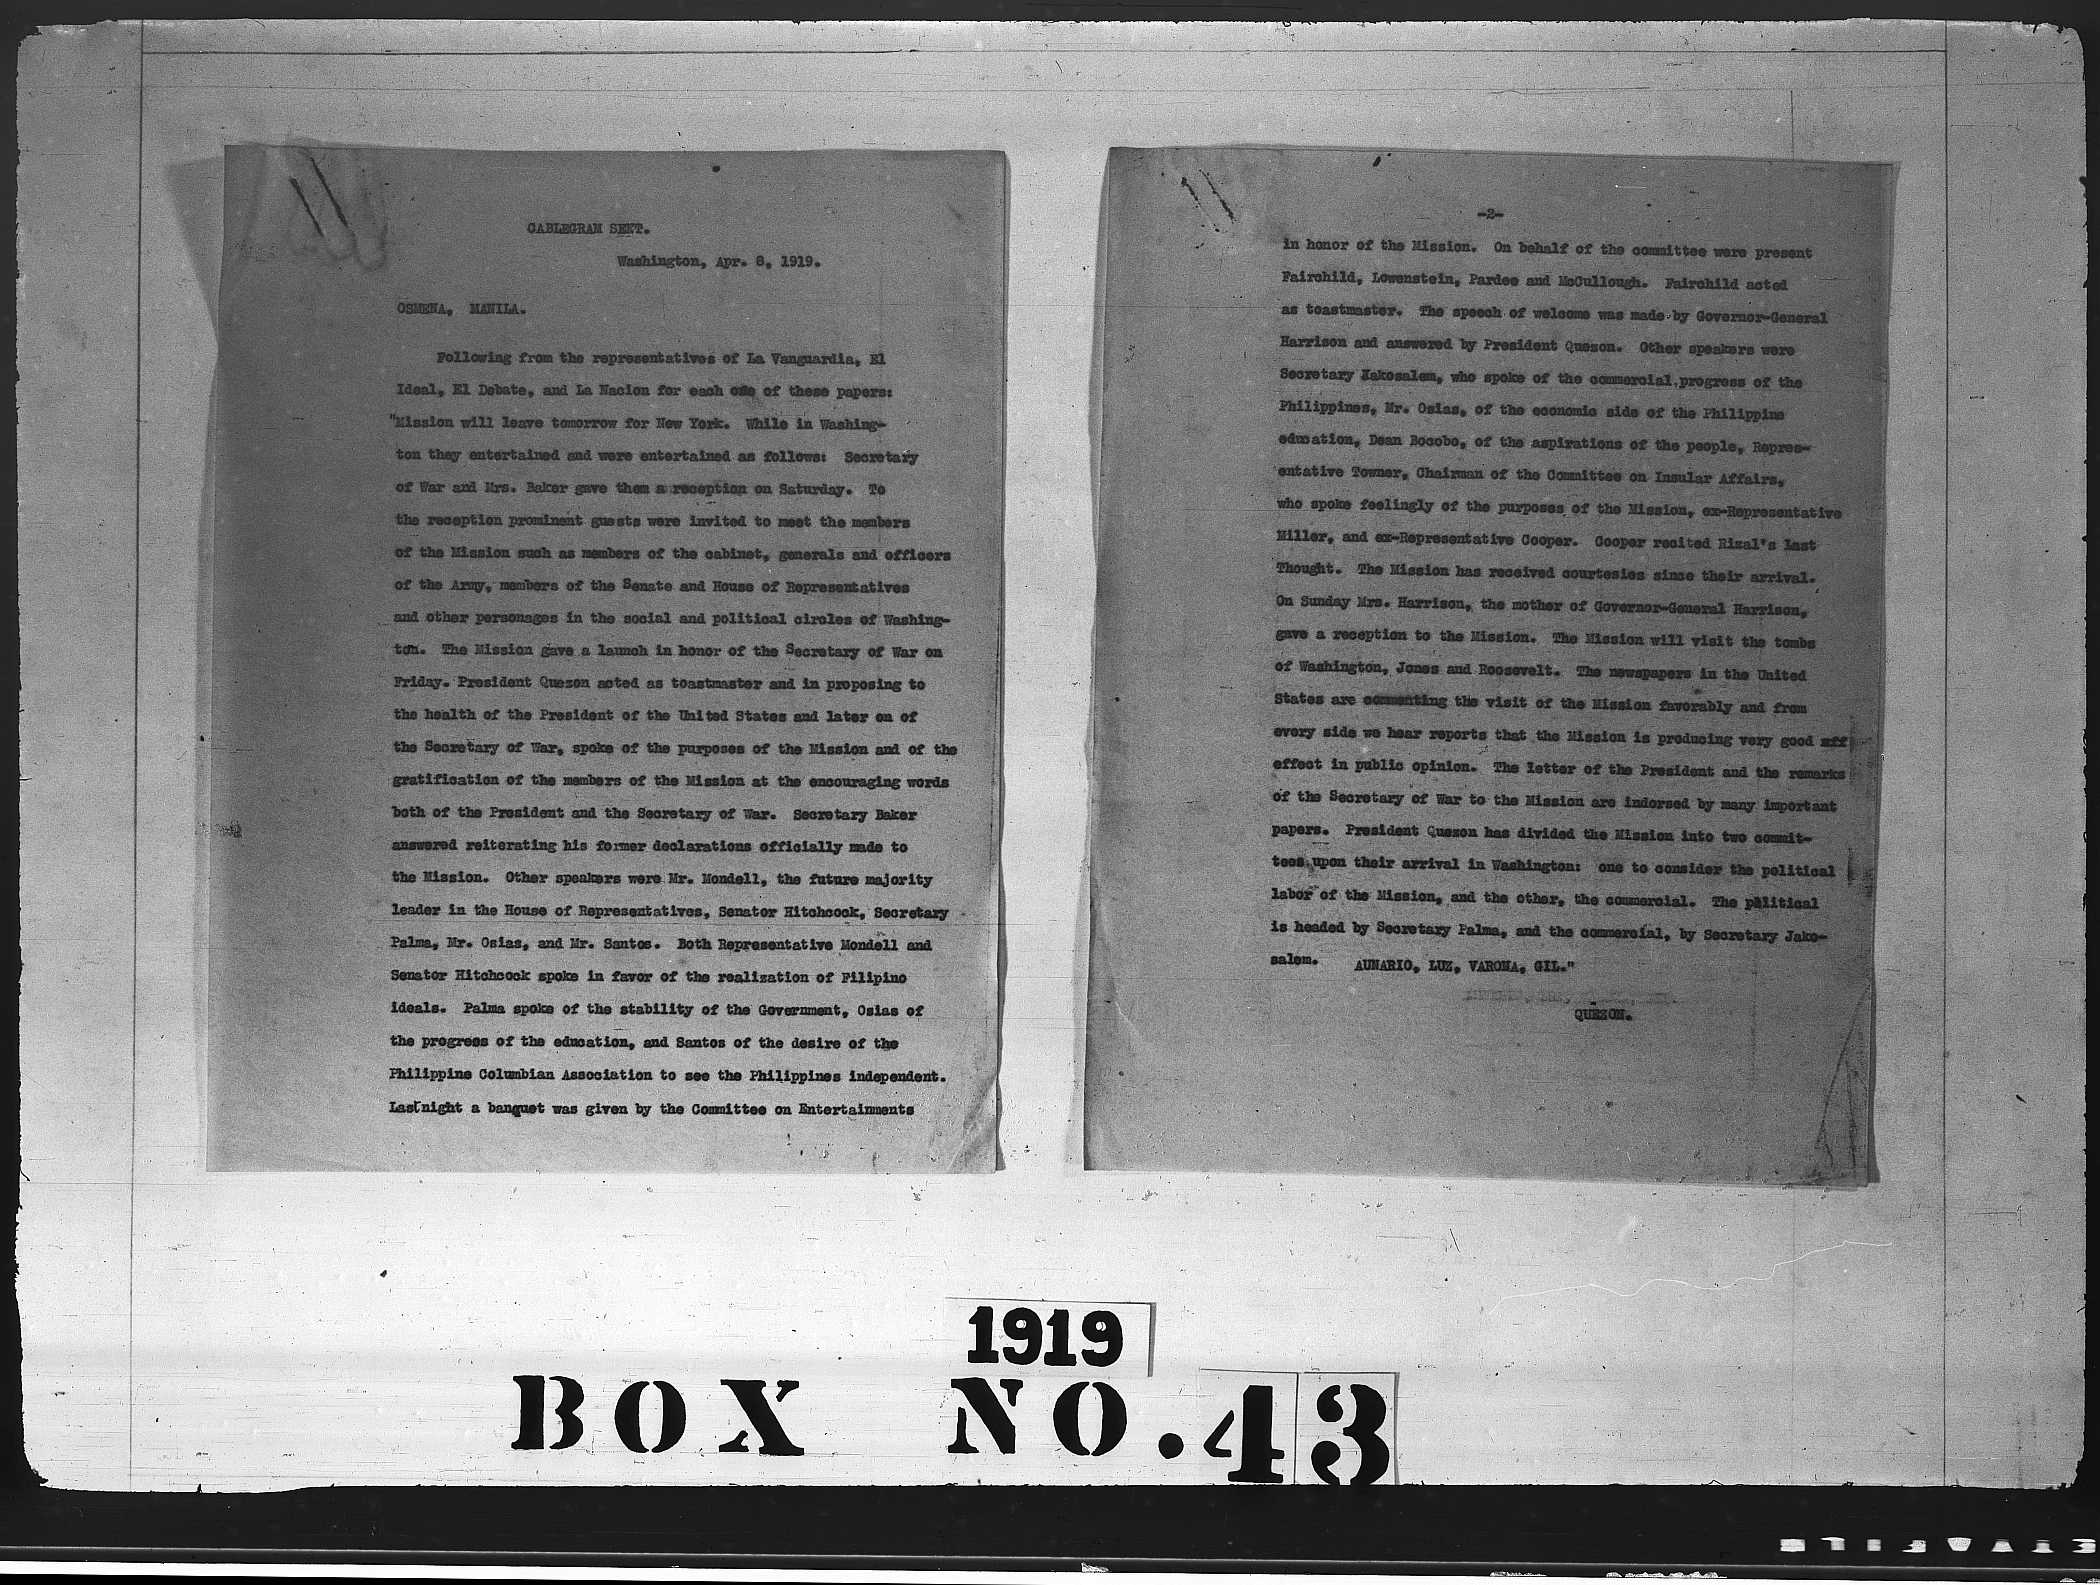 CABLEGRAM SENT.
Washington, Apr. 8, 1919.
OSMENA, MANILA.
Following from the representatives of La Vanguardia, El
Ideal, El Debate, and La Nacion for each one of these papers:
"Mission will leave tomorrow for New York. While in Washing-
ton they entertained and were entertained as follows: Secretary
of War and Mrs. Baker gave them a reception on Saturday. To
the reception prominent guests were invited to meet the members
of the Mission such as members of the cabinet, generals and officers
of the Army, members of the Senate and House of Representatives
and other personages in the social and political circles of Washing-
ton. The Mission gave a launch in honor of the Secretary of War on
Friday. President Quezon acted as toastmaster and in proposing to
the health of the President of the United States and later on of
the Secretary of War, spoke of the purposes of the Mission and of the
gratification of the members of the Mission at the encouraging words
both of the President and the Secretary of War. Secretary Baker
answered reiterating his former declarations officially made to
the Mission. Other speakers were Mr. Mondell, the future majority
leader in the House of Representatives, Senator Hitchcock, Secretary
Palma, Mr. Osias, and Mr. Santos. Both Representative Mondell and
Senator Hitchcock spoke in favor of the realization of Filipino
ideals. Palma spoke of the stability of the Government, Osias of
the progress of the education, and Santos of the desire of the
Philippine Columbian Association to see the Philippines independent.
Last night a banquet was given by the Committee on Entertainments
-2-
in honor of the Mission. On behalf of the committee were present
Fairchild, Lowenstein, Pardee and McCullough. Fairchild acted
as toastmaster. The speech of welcome was made by Governor-General
Harrison and answered by President Quezon. Other speakers were
Secretary Jakosalem, who spoke of the commercial progress of the
Philippines, Mr. Osias, of the economic side of the Philippine
education, Dean Bocobo, of the aspirations of the people, Repres-
entative Towner, Chairman of the Committee on Insular Affairs,
who spoke feelingly of the purposes of the Mission, ex-Representative
Miller, and ex-Representative Cooper. Cooper recited Rizal's Last
Thought. The Mission has received courtesies since their arrival.
On Sunday Mrs. Harrison, the mother of Governor-General Harrison,
gave a reception to the Mission. The Mission will visit the tombs
of Washington, Jones and Roosevelt. The newspapers in the United
States are commenting the visit of the Mission favorably and from
every side we hear reports that the Mission is producing very good eff
effect in public opinion. The letter of the President and the remarks
of the Secretary of War to the Mission are indorsed by many important
papers. President Quezon has divided the Mission into two commit-
tees upon their arrival in Washington: one to consider the political
labor of the Mission, and the other, the commercial. The political
is headed by Secretary Palma, and the commercial, by Secretary Jako-
salem. AUNARIO, LUZ, VARONA, GIL."
QUEZON.
1919
BOX NO. 43